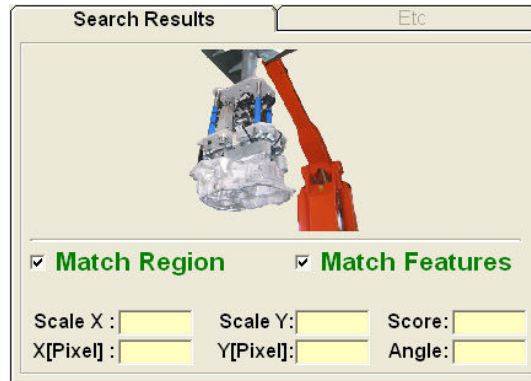 Search Results Etc
Match Region Match Features
Scale X : Scale Y: Score:
X[Pixel] : Y[Pixel]: Angle: